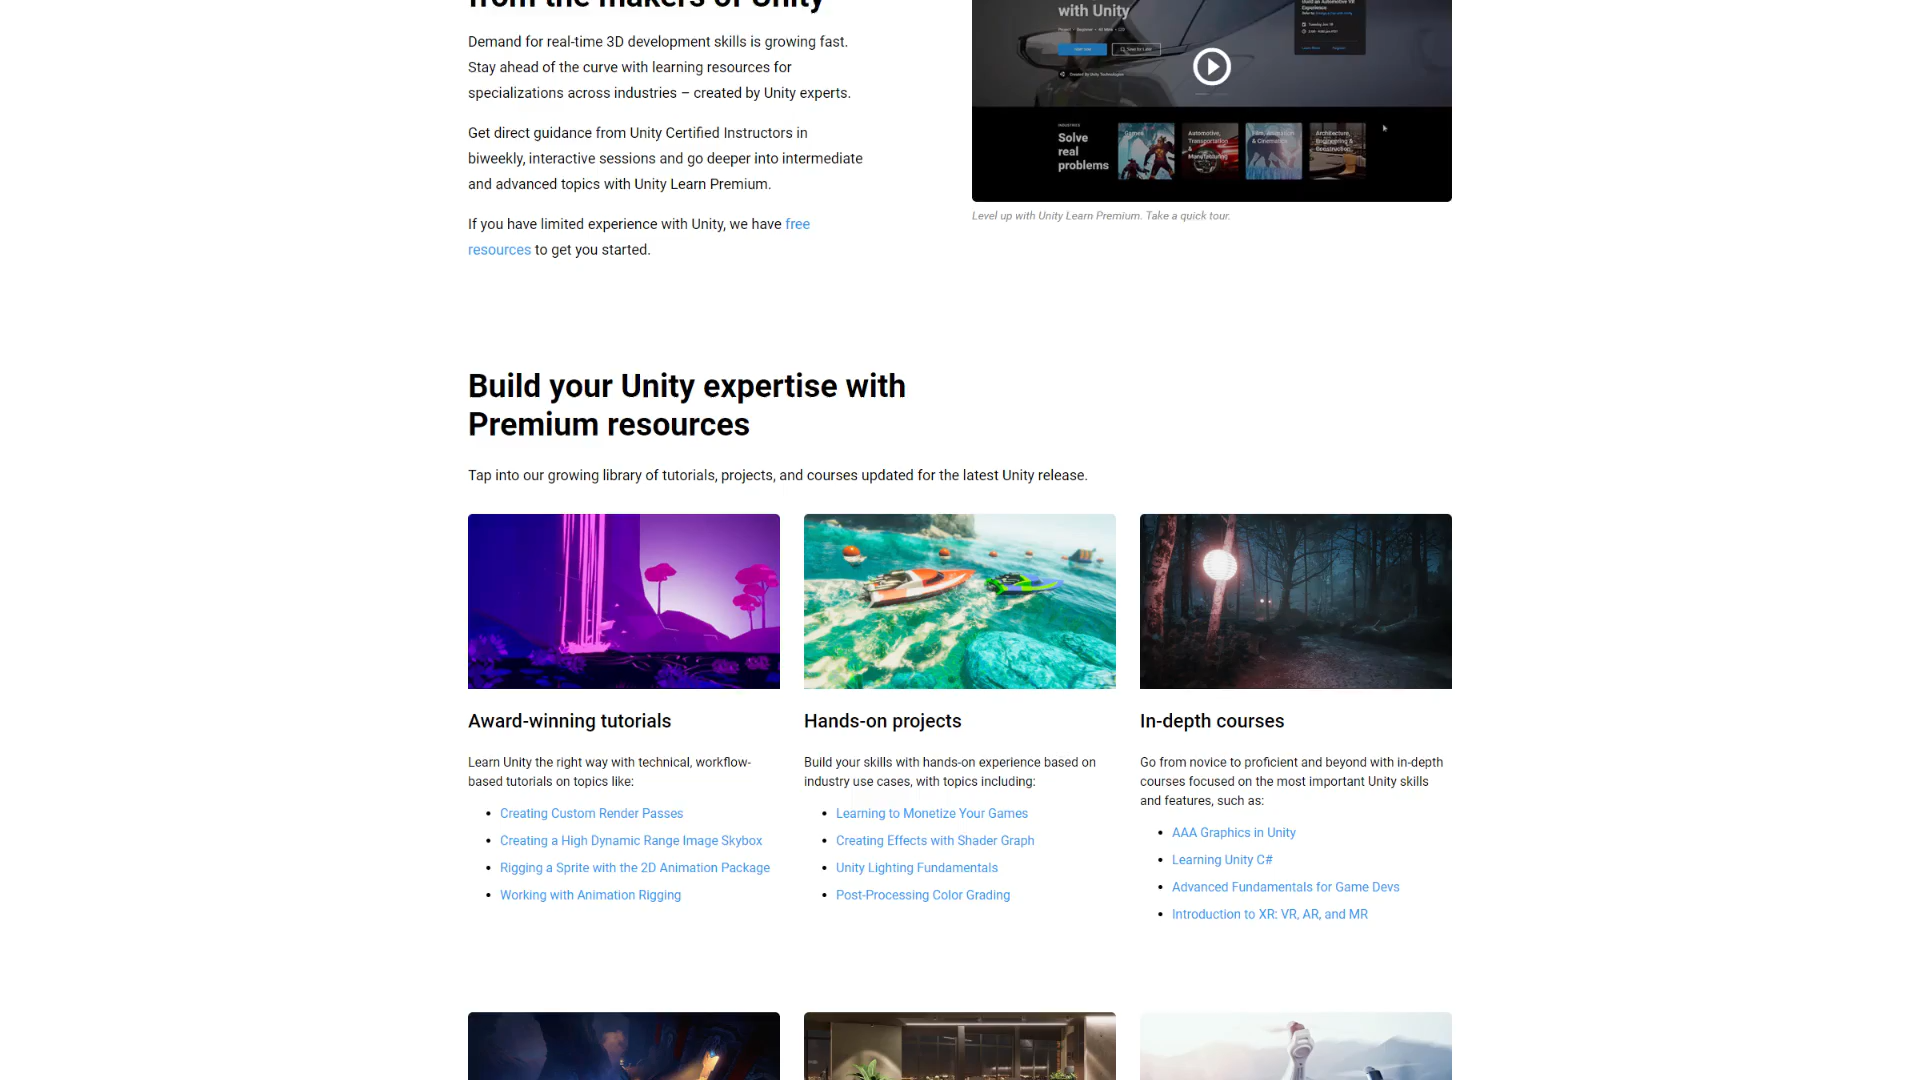 from the makers of Unity
Demand for real-time 3D development skills is growing fast.
Stay ahead of the curve with learning resources for
specializations across industries – created by Unity experts.
Get direct guidance from Unity Certified Instructors in
biweekly, interactive sessions and go deeper into intermediate
and advanced topics with Unity Learn Premium.
If you have limited experience with Unity, we have free
resources to get you started.
with Unity
Created By Unity Technologies
Save for Later
Solve
real
problems
Games
Automotive,
Transportation
&
Manufacturing
Film, Animation
& Cinematics
Architecture,
Engineering &
Construction
Level up with Unity Learn Premium. Take a quick tour.
Build your Unity expertise with
Premium resources
Tap into our growing library of tutorials, projects, and courses updated for the latest Unity release.
Award-winning tutorials
Learn Unity the right way with technical, workflow-
based tutorials on topics like:
Creating Custom Render Passes
Creating a High Dynamic Range Image Skybox
Rigging a Sprite with the 2D Animation Package
Working with Animation Rigging
Hands-on projects
Build your skills with hands-on experience based on
industry use cases, with topics including:
Learning to Monetize Your Games
Creating Effects with Shader Graph
Unity Lighting Fundamentals
Post-Processing Color Grading
In-depth courses
Go from novice to proficient and beyond with in-depth
courses focused on the most important Unity skills
and features, such as:
AAA Graphics in Unity
Learning Unity C#
Advanced Fundamentals for Game Devs
Introduction to XR: VR, AR, and MR